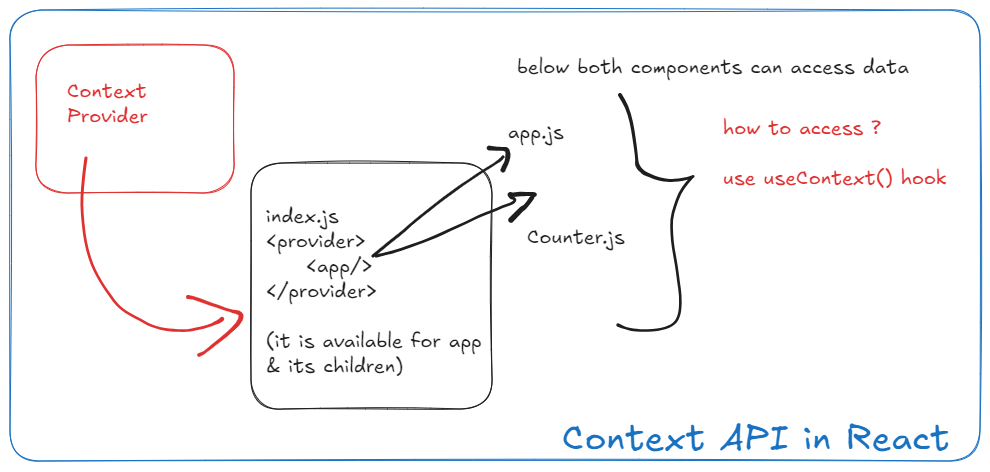 Context
Provider
index.js
<provider>
<app/>
</provider>
(it is available for app
& its children)
app.js
Counter.js
below both components can access data
how to access ?
use useContext() hook
Context API in React